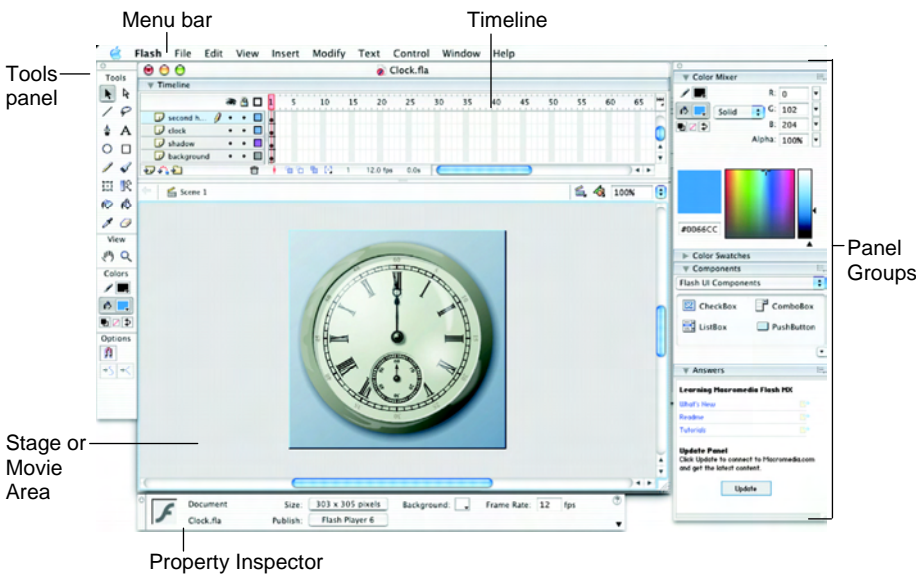 Menu bar
Timeline
Flash File Edit View Insert Modify Text Control Window Help
Tools panel
Tools
Clock.fla
Timeline
1 5 10 15 20 25 30 35 40 45 50 55 60 65
second h...
clock
shadow
background
1 12.0 fps 0.0s
Scene 1
100%
View
Colors
Options
Color Mixer
R: 0
Solid G: 102
B: 204
Alpha: 100%
#0066CC
Color Swatches
Components
Flash UI Components
CheckBox ComboBox
ListBox PushButton
Answers
Learning Macromedia Flash MX
What's New
Readme
Tutorials
Update Panel
Click Update to connect to Macromedia.com
and get the latest content.
Update
Panel
Groups
Stage or
Movie
Area
Document Size: 303 x 305 pixels Background: Frame Rate: 12 fps
Clock.fla Publish: Flash Player 6
Property Inspector